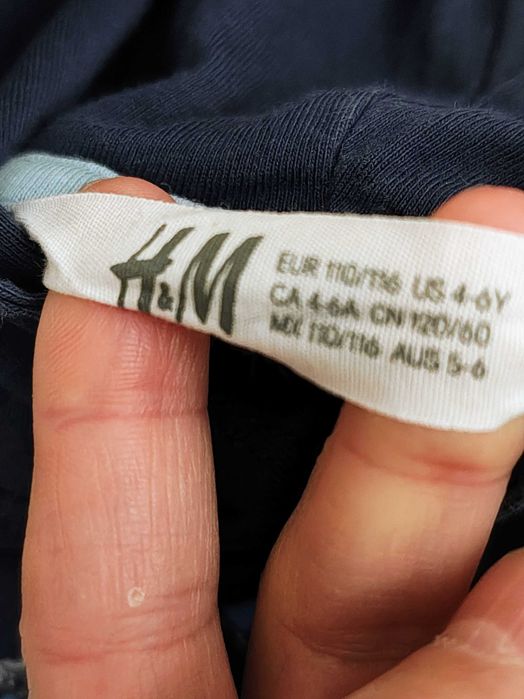 H&M
EUR 110/116 US 4-6Y
CA 4-6A CN 120/60
MX 110/116 AUS 5-6